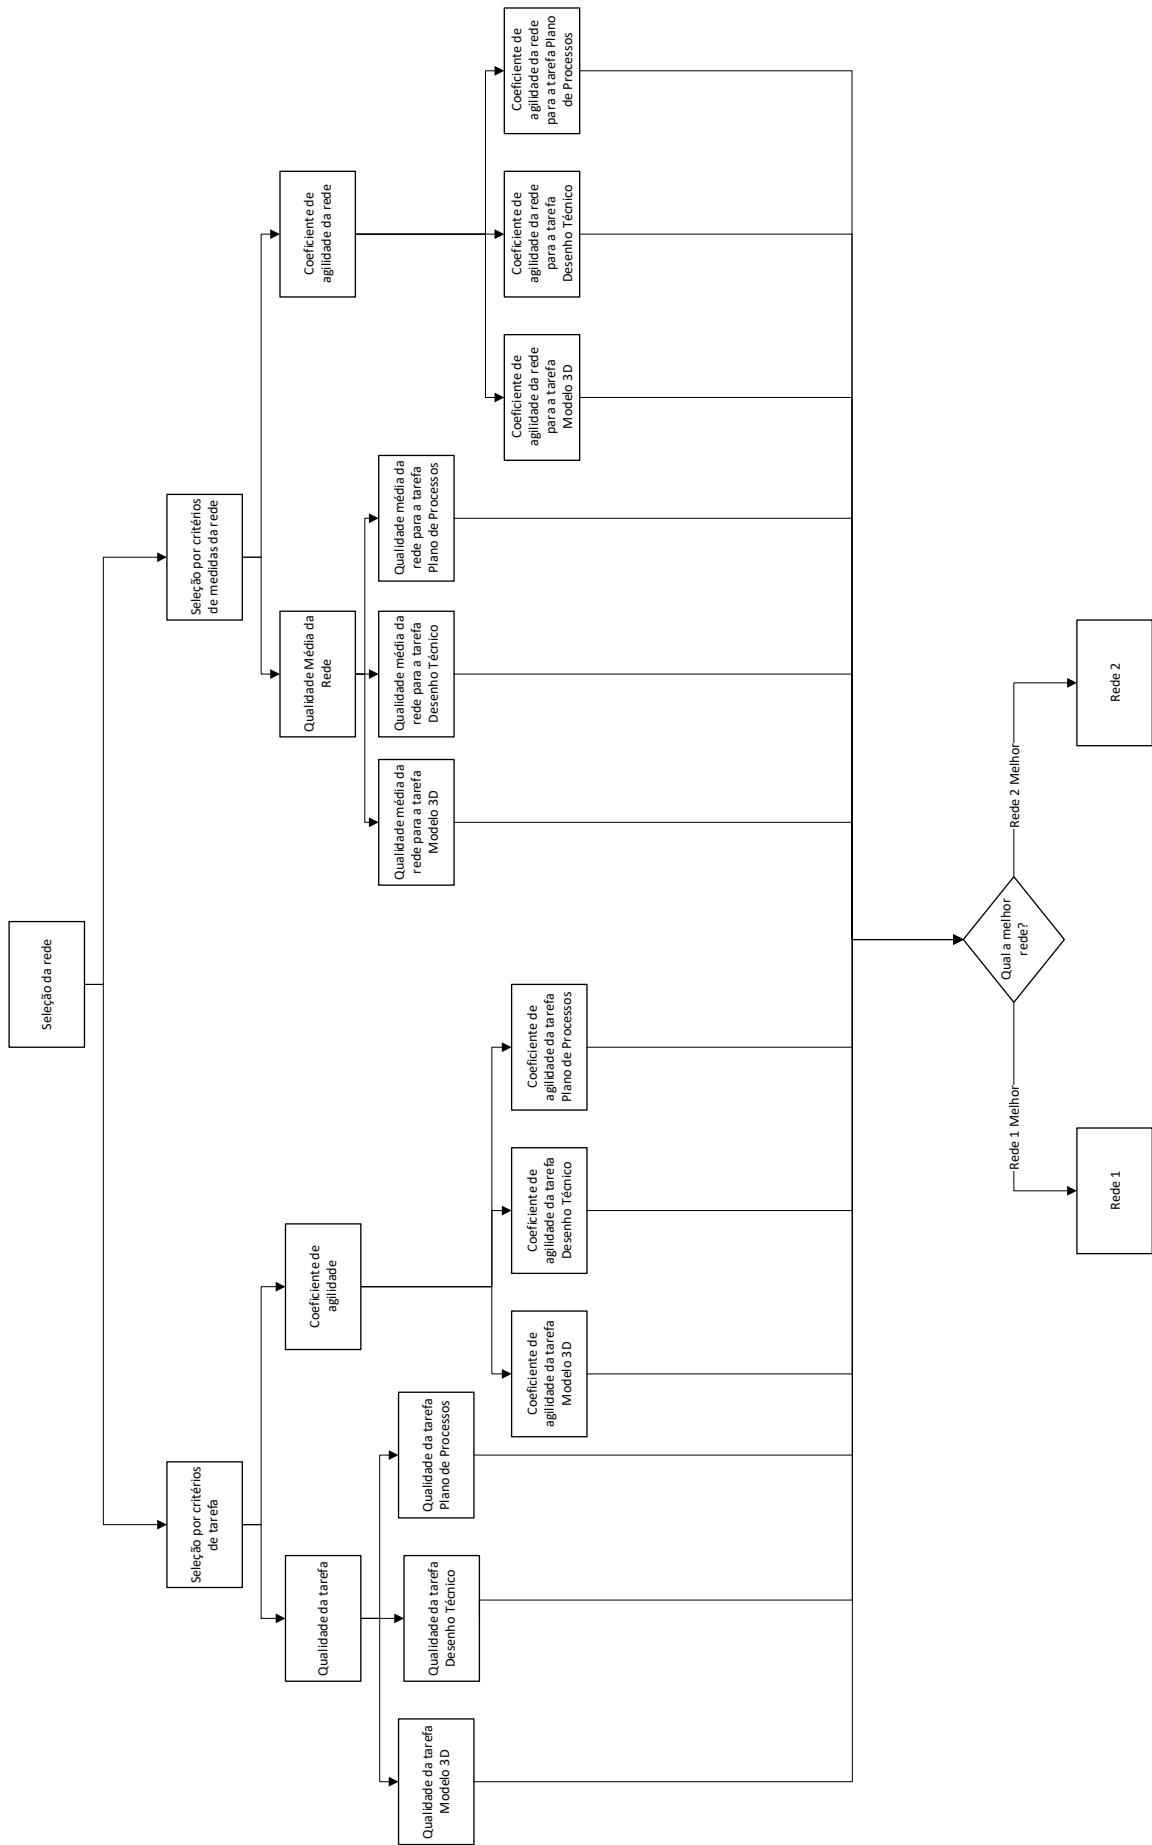 Seleção da rede
Seleção por critérios
de tarefa
Seleção por critérios
de medidas da rede
Qualidade da tarefa
Coeficiente de
agilidade
Qualidade Média da
Rede
Coeficiente de
agilidade da rede
Qualidade da tarefa
Modelo 3D
Qualidade da tarefa
Desenho Técnico
Qualidade da tarefa
Plano de Processos
Coeficiente de
agilidade da tarefa
Modelo 3D
Coeficiente de
agilidade da tarefa
Desenho Técnico
Coeficiente de
agilidade da tarefa
Plano de Processos
Qualidade média da
rede para a tarefa
Modelo 3D
Qualidade média da
rede para a tarefa
Desenho Técnico
Qualidade média da
rede para a tarefa
Plano de Processos
Coeficiente de
agilidade da rede
para a tarefa
Modelo 3D
Coeficiente de
agilidade da rede
para a tarefa
Desenho Técnico
Coeficiente de
agilidade da rede
para a tarefa Plano
de Processos
Qual a melhor
rede?
Rede 1 Melhor
Rede 2 Melhor
Rede 1
Rede 2